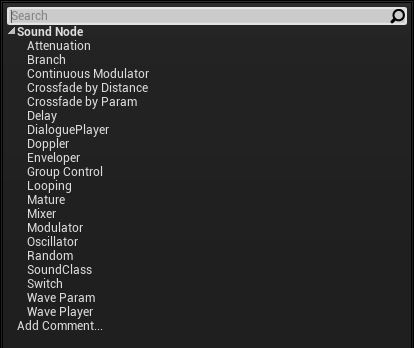 Search
Sound Node
Attenuation
Branch
Continuous Modulator
Crossfade by Distance
Crossfade by Param
Delay
DialoguePlayer
Doppler
Enveloper
Group Control
Looping
Mature
Mixer
Modulator
Oscillator
Random
SoundClass
Switch
Wave Param
Wave Player
Add Comment...